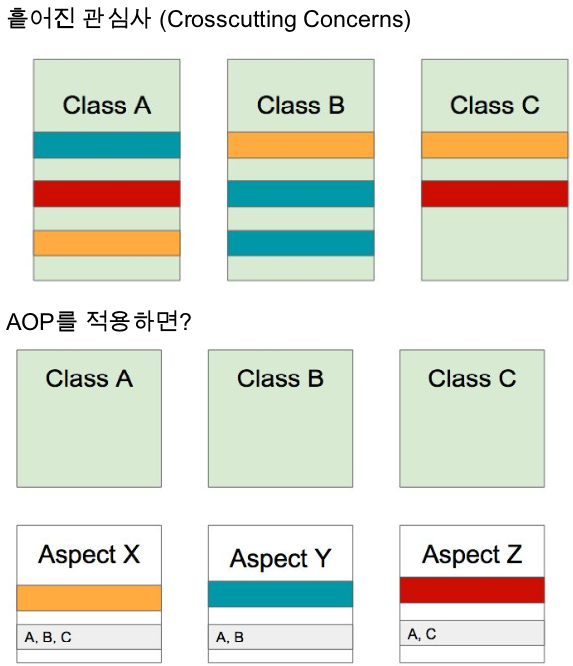 흩어진 관심사 (Crosscutting Concerns)
Class A
Class B
Class C
AOP를 적용하면?
Class A
Class B
Class C
Aspect X
Aspect Y
Aspect Z
A, B, C
A, B
A, C